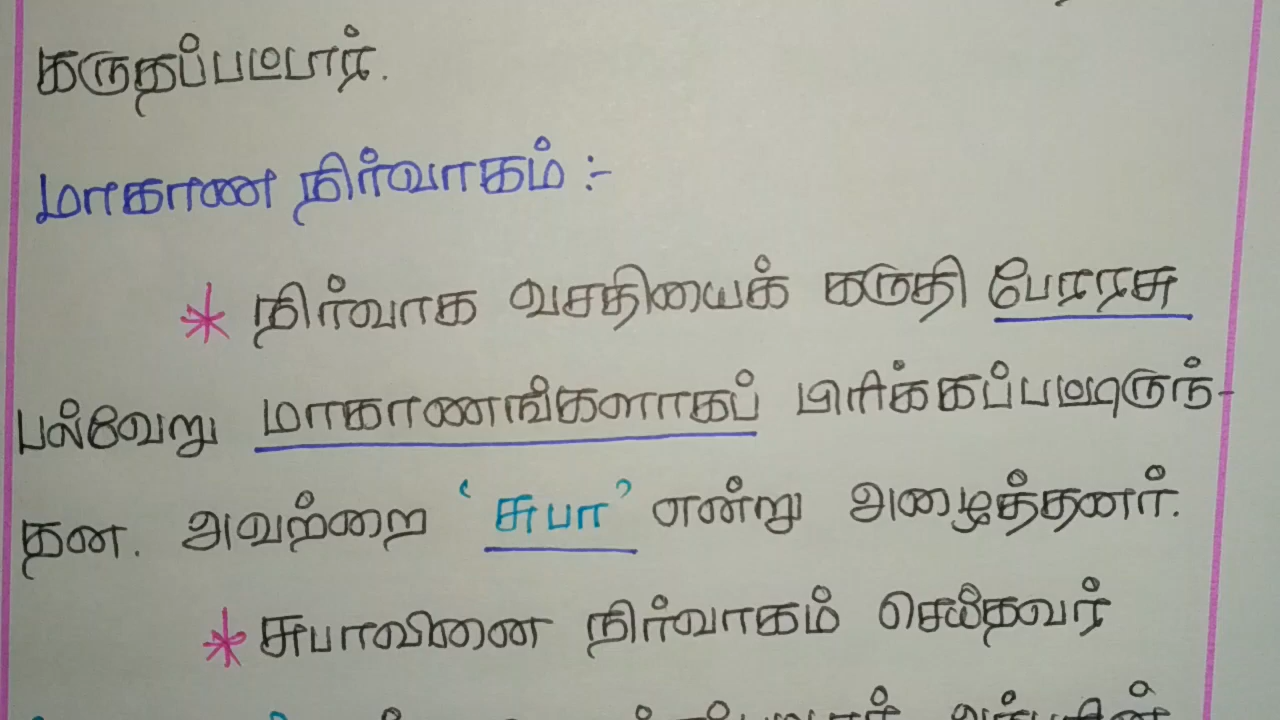 கருதப்பட்டார்.
மாகாண நிர்வாகம் :-
* நிர்வாக வசதியைக் கருதி பேரரசு
பல்வேறு மாகாணங்களாகப் பிரிக்கப்பட்டிருந்-
தன. அவற்றை ‘சுபா’ என்று அழைத்தனர்.
* சுபாவினை நிர்வாகம் செய்தவர்